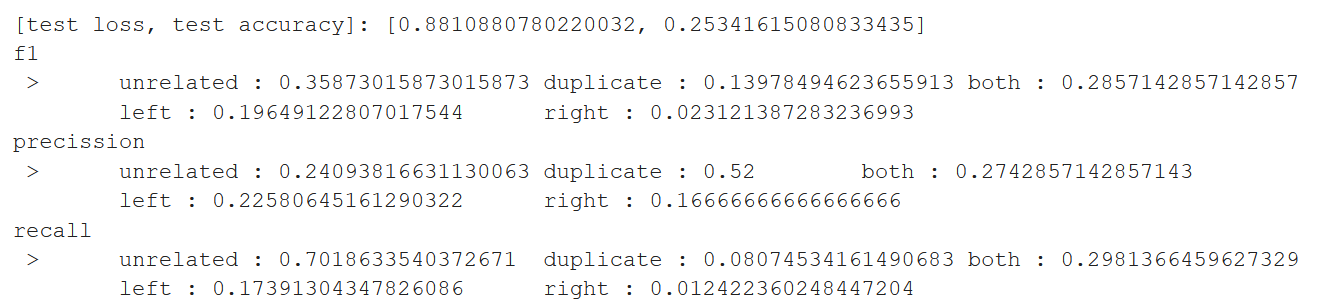 [test loss, test accuracy]: [0.8810880780220032, 0.25341615080833435]
f1
> unrelated : 0.35873015873015873 duplicate : 0.13978494623655913 both : 0.2857142857142857
left : 0.19649122807017544 right : 0.023121387283236993
precission
> unrelated : 0.24093816631130063 duplicate : 0.52 both : 0.2742857142857143
left : 0.22580645161290322 right : 0.16666666666666666
recall
> unrelated : 0.7018633540372671 duplicate : 0.08074534161490683 both : 0.2981366459627329
left : 0.17391304347826086 right : 0.012422360248447204